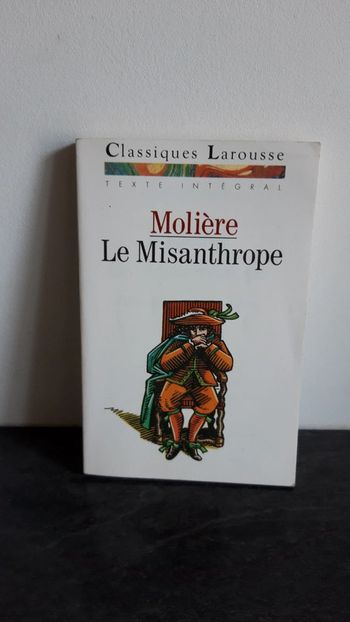 Classiques Larousse
TEXTE INTÉGRAL
Molière
Le Misanthrope